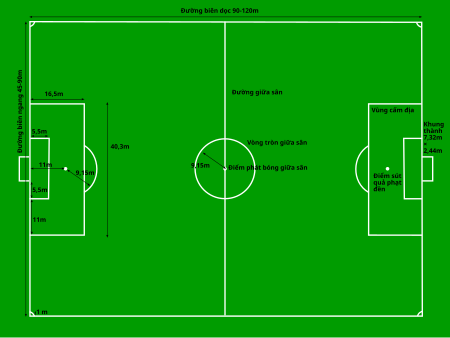 Đường biên dọc 90-120m
Đường biên ngang 45-90m
16,5m
Đường giữa sân
Vùng cấm địa
Khung
thành
7,32m
*
2,44m
5,5m
40,3m
Vòng tròn giữa sân
9,15m
Điểm phát bóng giữa sân
11m
9,15m
Điểm sút
quả phạt
đền
5,5m
11m
1 m